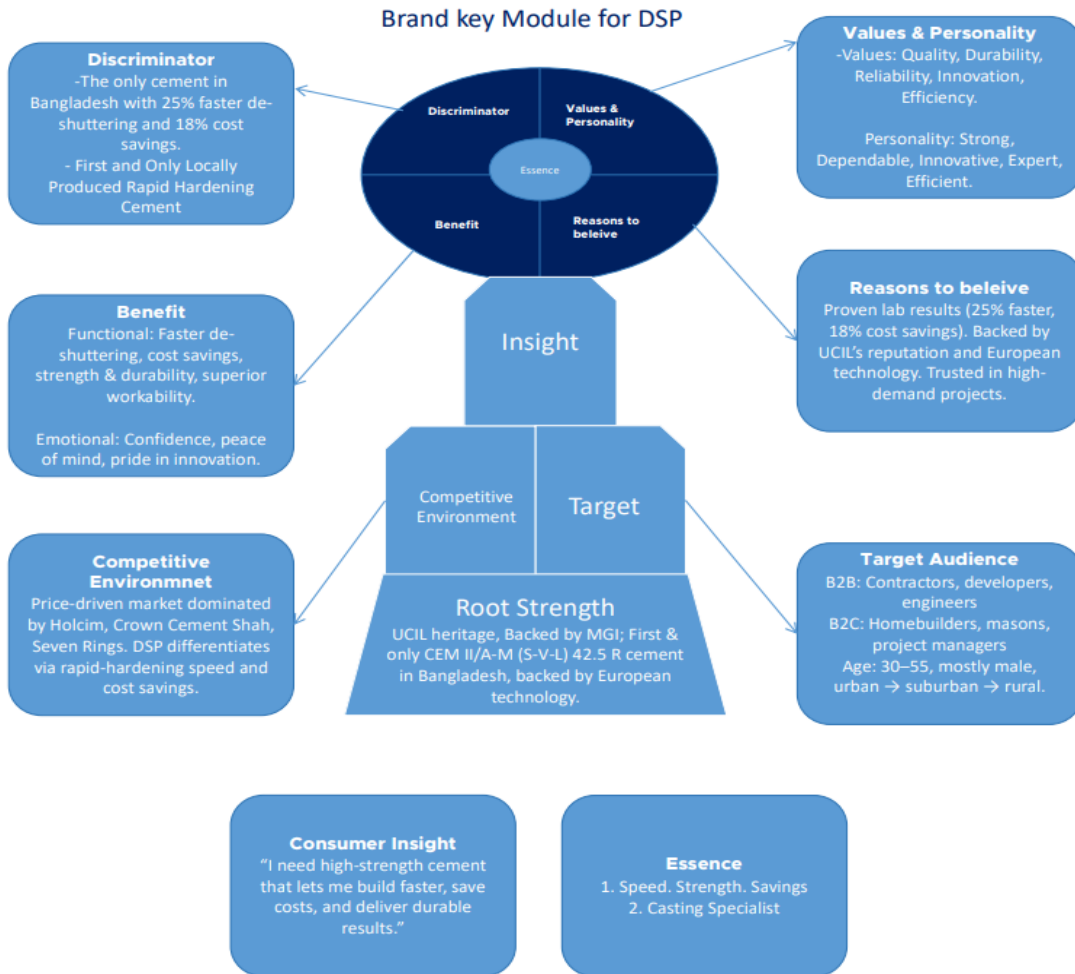 Brand key Module for DSP
Discriminator
-The only cement in
Bangladesh with 25% faster de-
shuttering and 18% cost
savings.
- First and Only Locally
Produced Rapid Hardening
Cement
Values & Personality
-Values: Quality, Durability,
Reliability, Innovation,
Efficiency.
Personality: Strong,
Dependable, Innovative, Expert,
Efficient.
Discriminator
Values &
Personality
Essence
Benefit
Reasons to
beleive
Benefit
Functional: Faster de-
shuttering, cost savings,
strength & durability, superior
workability.
Emotional: Confidence, peace
of mind, pride in innovation.
Insight
Reasons to beleive
Proven lab results (25% faster,
18% cost savings). Backed by
UCIL’s reputation and European
technology. Trusted in high-
demand projects.
Competitive
Environment
Target
Competitive
Environmnet
Price-driven market dominated
by Holcim, Crown Cement Shah,
Seven Rings. DSP differentiates
via rapid-hardening speed and
cost savings.
Root Strength
UCIL heritage, Backed by MGI; First &
only CEM II/A-M (S-V-L) 42.5 R cement
in Bangladesh, backed by European
technology.
Target Audience
B2B: Contractors, developers,
engineers
B2C: Homebuilders, masons,
project managers
Age: 30–55, mostly male,
urban → suburban → rural.
Consumer Insight
“I need high-strength cement
that lets me build faster, save
costs, and deliver durable
results.”
Essence
1. Speed. Strength. Savings
2. Casting Specialist